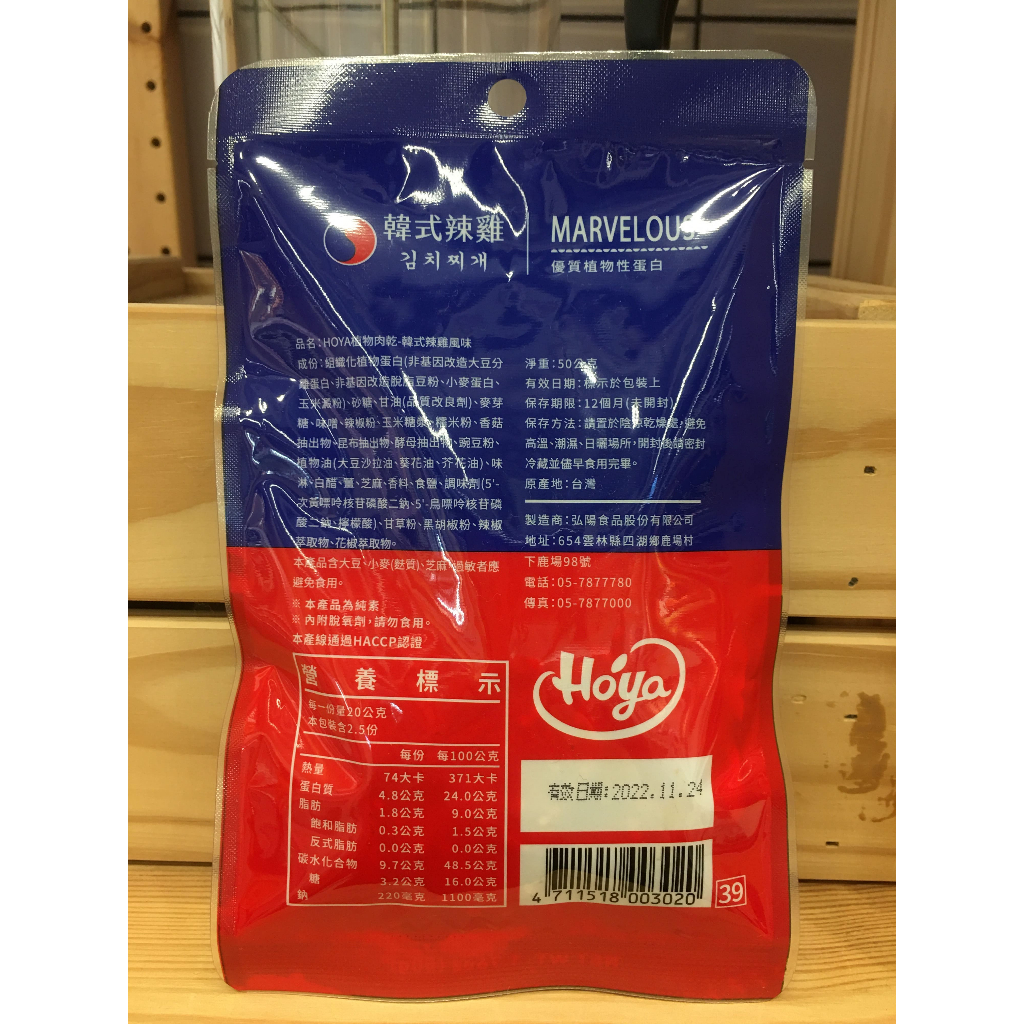 韓式辣雞
김치찌개
MARVELOUS
優質植物性蛋白
品名:HOYA植物肉乾-韓式辣雞風味
成份:組織化植物蛋白(非基因改造大豆分
離蛋白、非基因改造脫脂豆粉、小麥蛋白、
玉米澱粉)、砂糖、甘油(品質改良劑)、麥芽
糖、味噌、辣椒粉、玉米糖漿、糯米粉、香菇
抽出物、昆布抽出物、酵母抽出物、豌豆粉、
植物油(大豆沙拉油、葵花油、芥花油)、味
淋、白醋、薑、芝麻、香料、食鹽、調味劑(5'-
次黃嘌呤核苷磷酸二鈉、5'-鳥嘌呤核苷磷
酸二鈉、檸檬酸)、甘草粉、黑胡椒粉、辣椒
萃取物、花椒萃取物。
本產品含大豆、小麥(麩質)、芝麻,過敏者應
避免食用。
※ 本產品為純素
※ 內附脫氧劑,請勿食用。
本產線通過HACCP認證
營養標示
每一份量20公克
本包裝含2.5份
每份 每100公克
熱量 74大卡 371大卡
蛋白質 4.8公克 24.0公克
脂肪 1.8公克 9.0公克
飽和脂肪 0.3公克 1.5公克
反式脂肪 0.0公克 0.0公克
碳水化合物 9.7公克 48.5公克
糖 3.2公克 16.0公克
鈉 220毫克 1100毫克
淨重:50公克
有效日期:標示於包裝上
保存期限:12個月(未開封)
保存方法:請置於陰涼乾燥處,避免
高溫、潮濕、日曬場所,開封後請密封
冷藏並儘早食用完畢。
原產地:台灣
製造商:弘陽食品股份有限公司
地址:654雲林縣四湖鄉鹿場村
下鹿場98號
電話:05-7877780
傳真:05-7877000
Hoya
有效日期:2022.11.24
4 711518 003020
39